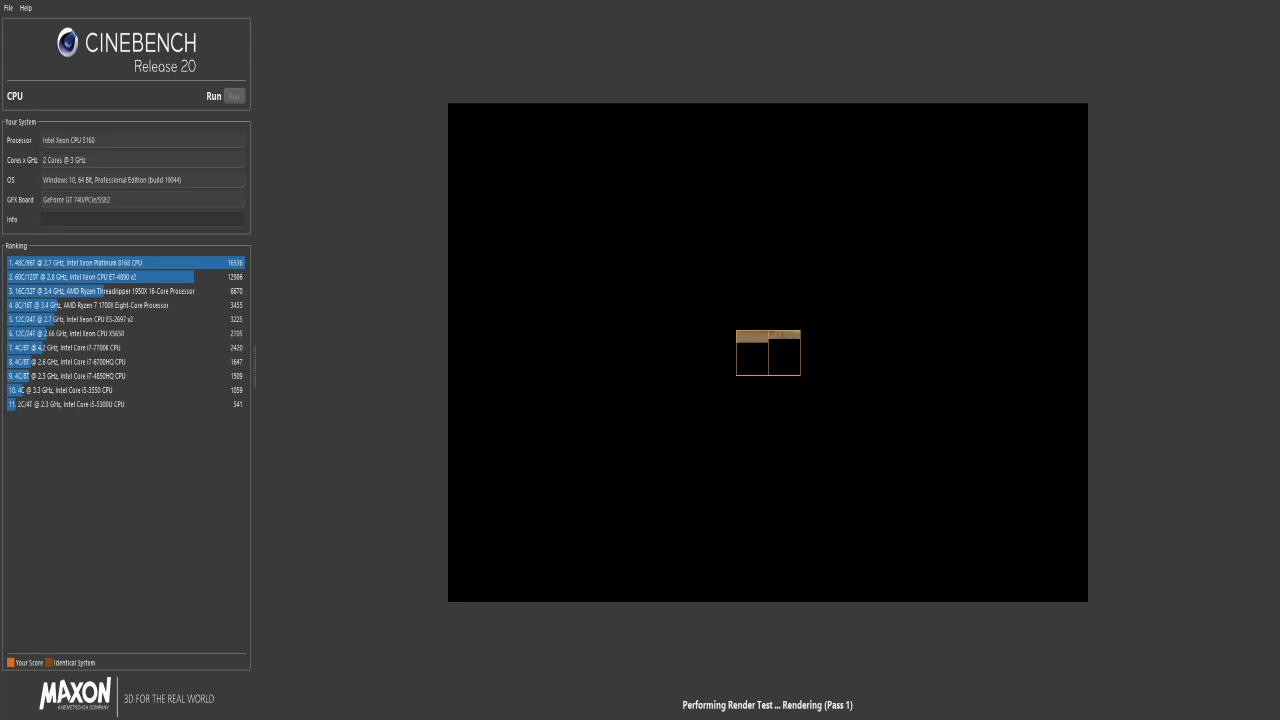 File Help
CINEBENCH
Release 20
CPU Run Run
Your System
Processor Intel Xeon CPU 5160
Cores x GHz 2 Cores @ 3 GHz
OS Windows 10, 64 Bit, Professional Edition (build 19044)
GFX Board GeForce GT 740/PCIe/SSE2
Info
Ranking
1. 48C/96T @ 2.7 GHz, Intel Xeon Platinum 8168 CPU 16536
2. 60C/120T @ 2.8 GHz, Intel Xeon CPU E7-4890 v2 12986
3. 16C/32T @ 3.4 GHz, AMD Ryzen Threadripper 1950X 16-Core Processor 6670
4. 8C/16T @ 3.4 GHz, AMD Ryzen 7 1700X Eight-Core Processor 3455
5. 12C/24T @ 2.7 GHz, Intel Xeon CPU E5-2697 v2 3225
6. 12C/24T @ 2.66 GHz, Intel Xeon CPU X5650 2705
7. 4C/8T @ 4.2 GHz, Intel Core i7-7700K CPU 2420
8. 4C/8T @ 2.6 GHz, Intel Core i7-6700HQ CPU 1647
9. 4C/8T @ 2.3 GHz, Intel Core i7-4850HQ CPU 1509
10. 4C @ 3.3 GHz, Intel Core i5-3550 CPU 1059
11. 2C/4T @ 2.3 GHz, Intel Core i5-5300U CPU 541
Your Score Identical System
MAXON
A NEMETSCHEK COMPANY
3D FOR THE REAL WORLD
Performing Render Test ... Rendering (Pass 1)